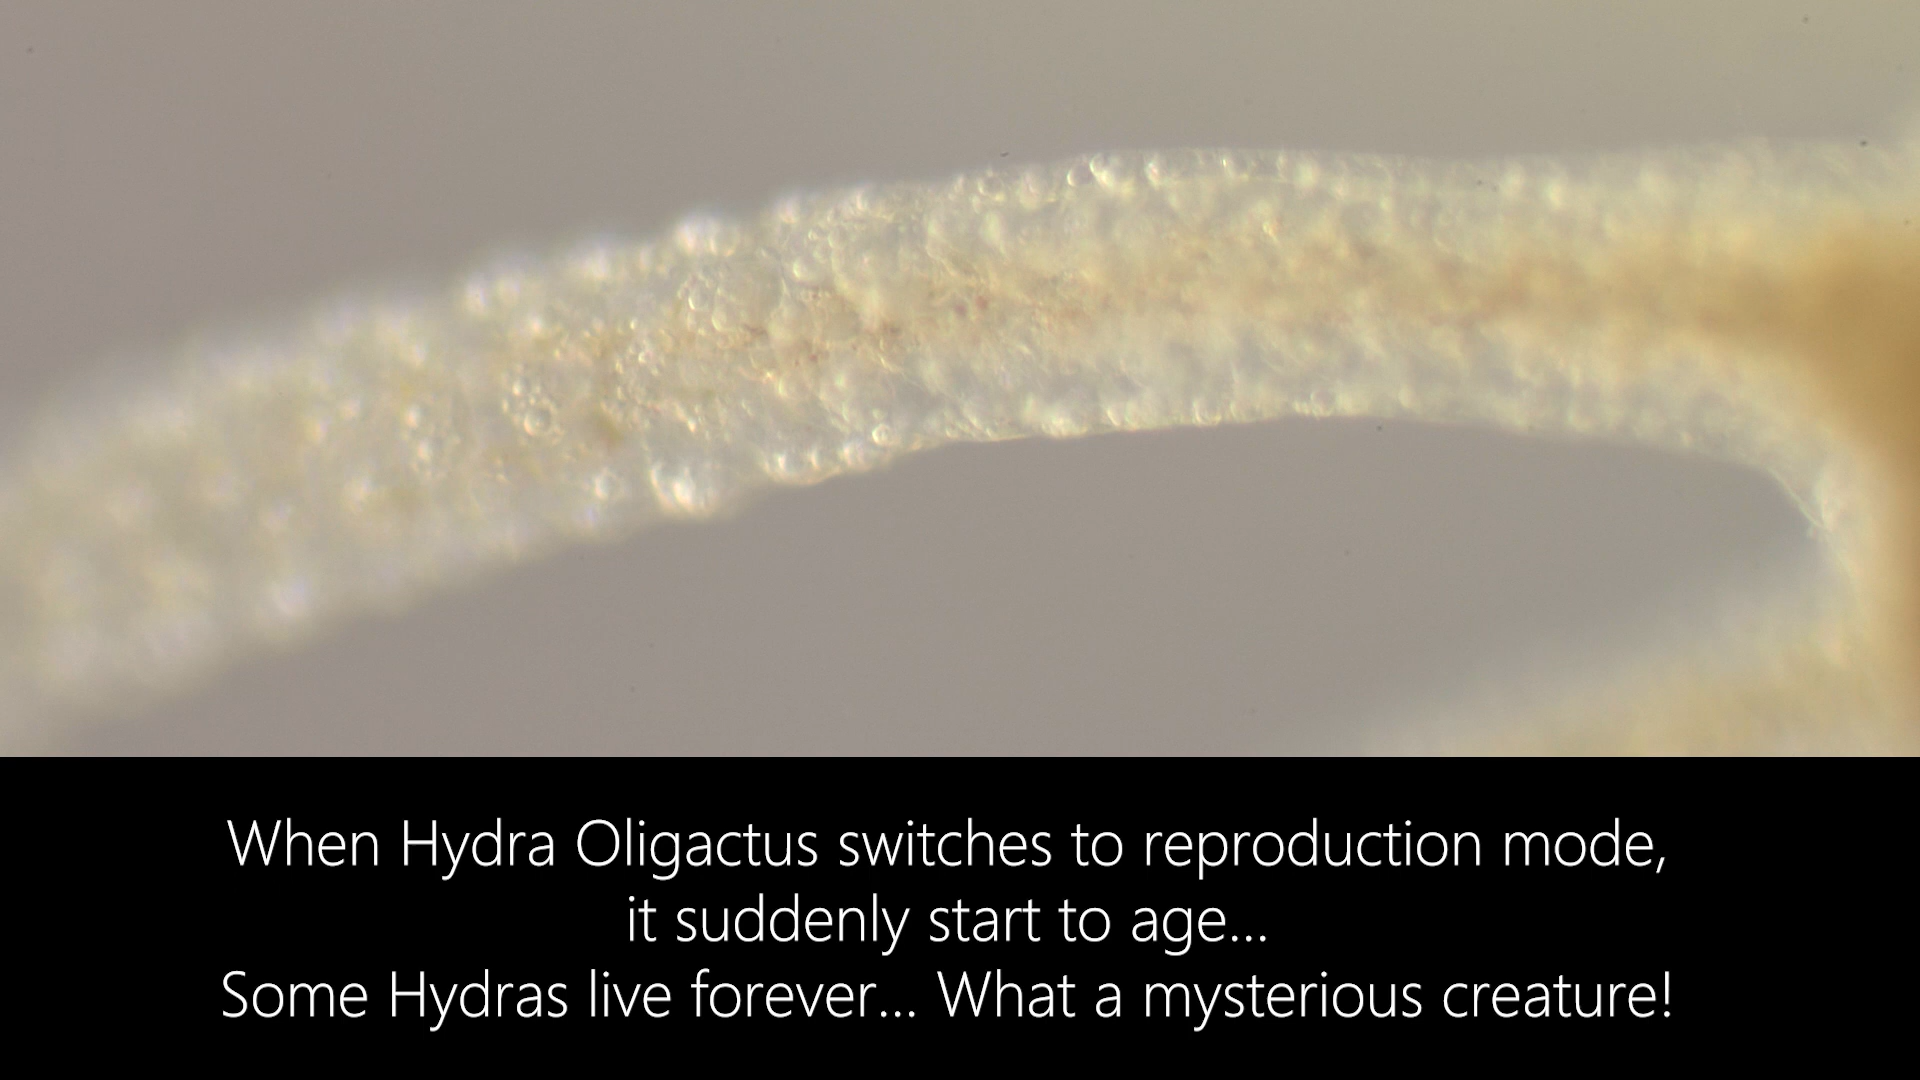 When Hydra Oligactus switches to reproduction mode,
it suddenly start to age...
Some Hydras live forever... What a mysterious creature!